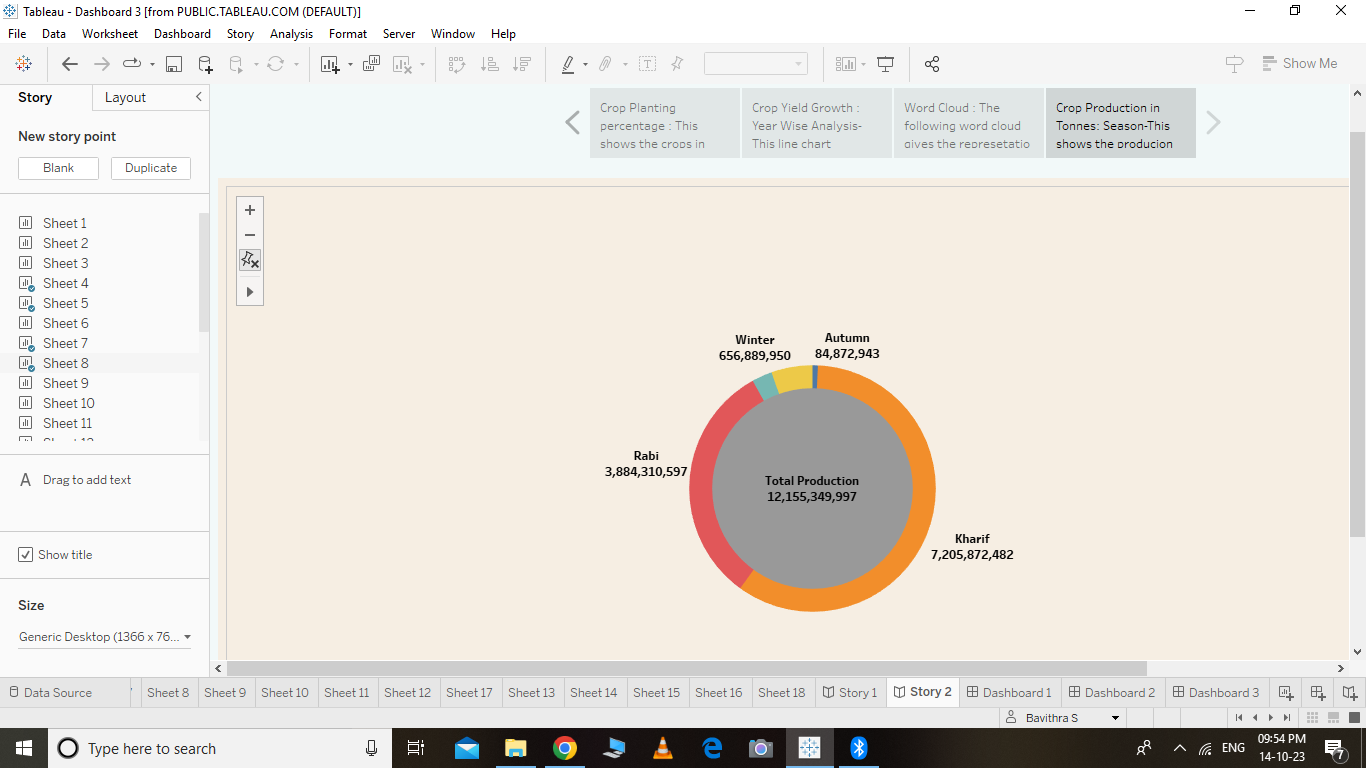 Tableau - Dashboard 3 [from PUBLIC.TABLEAU.COM (DEFAULT)]
File Data Worksheet Dashboard Story Analysis Format Server Window Help
Show Me
Story Layout
New story point
Blank Duplicate
Sheet 1
Sheet 2
Sheet 3
Sheet 4
Sheet 5
Sheet 6
Sheet 7
Sheet 8
Sheet 9
Sheet 10
Sheet 11
A Drag to add text
Show title
Size
Generic Desktop (1366 x 76...
Crop Planting
percentage : This
shows the crops in
Crop Yield Growth :
Year Wise Analysis-
This line chart
Word Cloud : The
following word cloud
gives the represetatio
Crop Production in
Tonnes: Season-This
shows the producion
Winter
656,889,950
Autumn
84,872,943
Rabi
3,884,310,597
Total Production
12,155,349,997
Kharif
7,205,872,482
Data Source Sheet 8 Sheet 9 Sheet 10 Sheet 11 Sheet 12 Sheet 17 Sheet 13 Sheet 14 Sheet 15 Sheet 16 Sheet 18 Story 1 Story 2 Dashboard 1 Dashboard 2 Dashboard 3
Bavithra S
Type here to search
ENG
09:54 PM
14-10-23
7